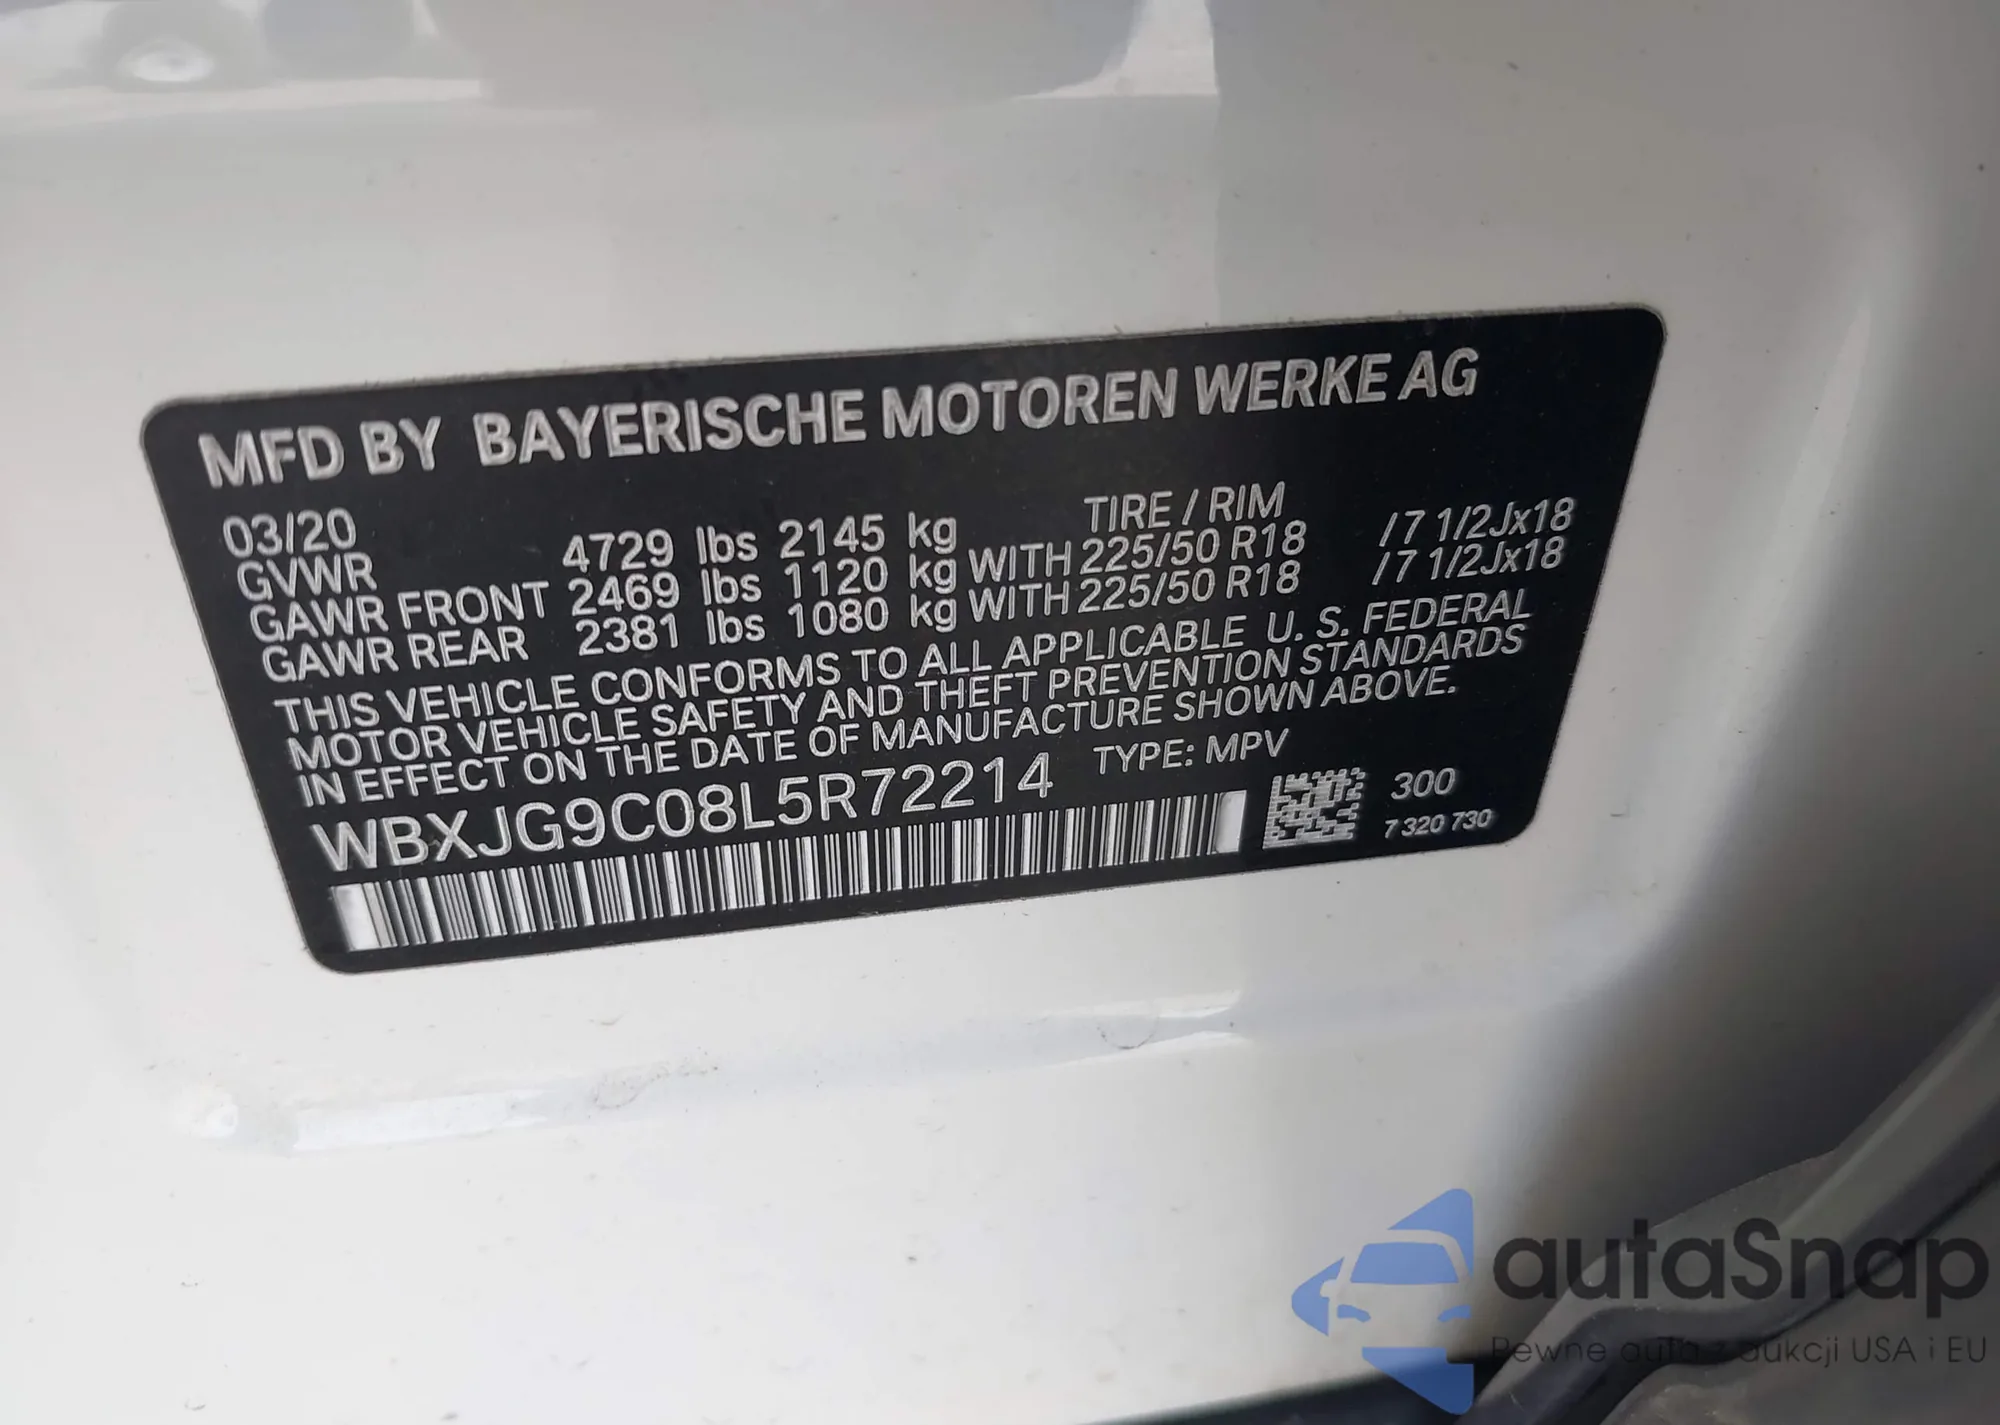 MFD BY BAYERISCHE MOTOREN WERKE AG
03/20 TIRE / RIM
GVWR 4729 lbs 2145 kg
GAWR FRONT 2469 lbs 1120 kg WITH 225/50 R18 /7 1/2Jx18
GAWR REAR 2381 lbs 1080 kg WITH 225/50 R18 /7 1/2Jx18
THIS VEHICLE CONFORMS TO ALL APPLICABLE U. S. FEDERAL
MOTOR VEHICLE SAFETY AND THEFT PREVENTION STANDARDS
IN EFFECT ON THE DATE OF MANUFACTURE SHOWN ABOVE.
WBXJG9C08L5R72214 TYPE: MPV
300
7 320 730
autaSnap
Pewne auta z aukcji USA i EU